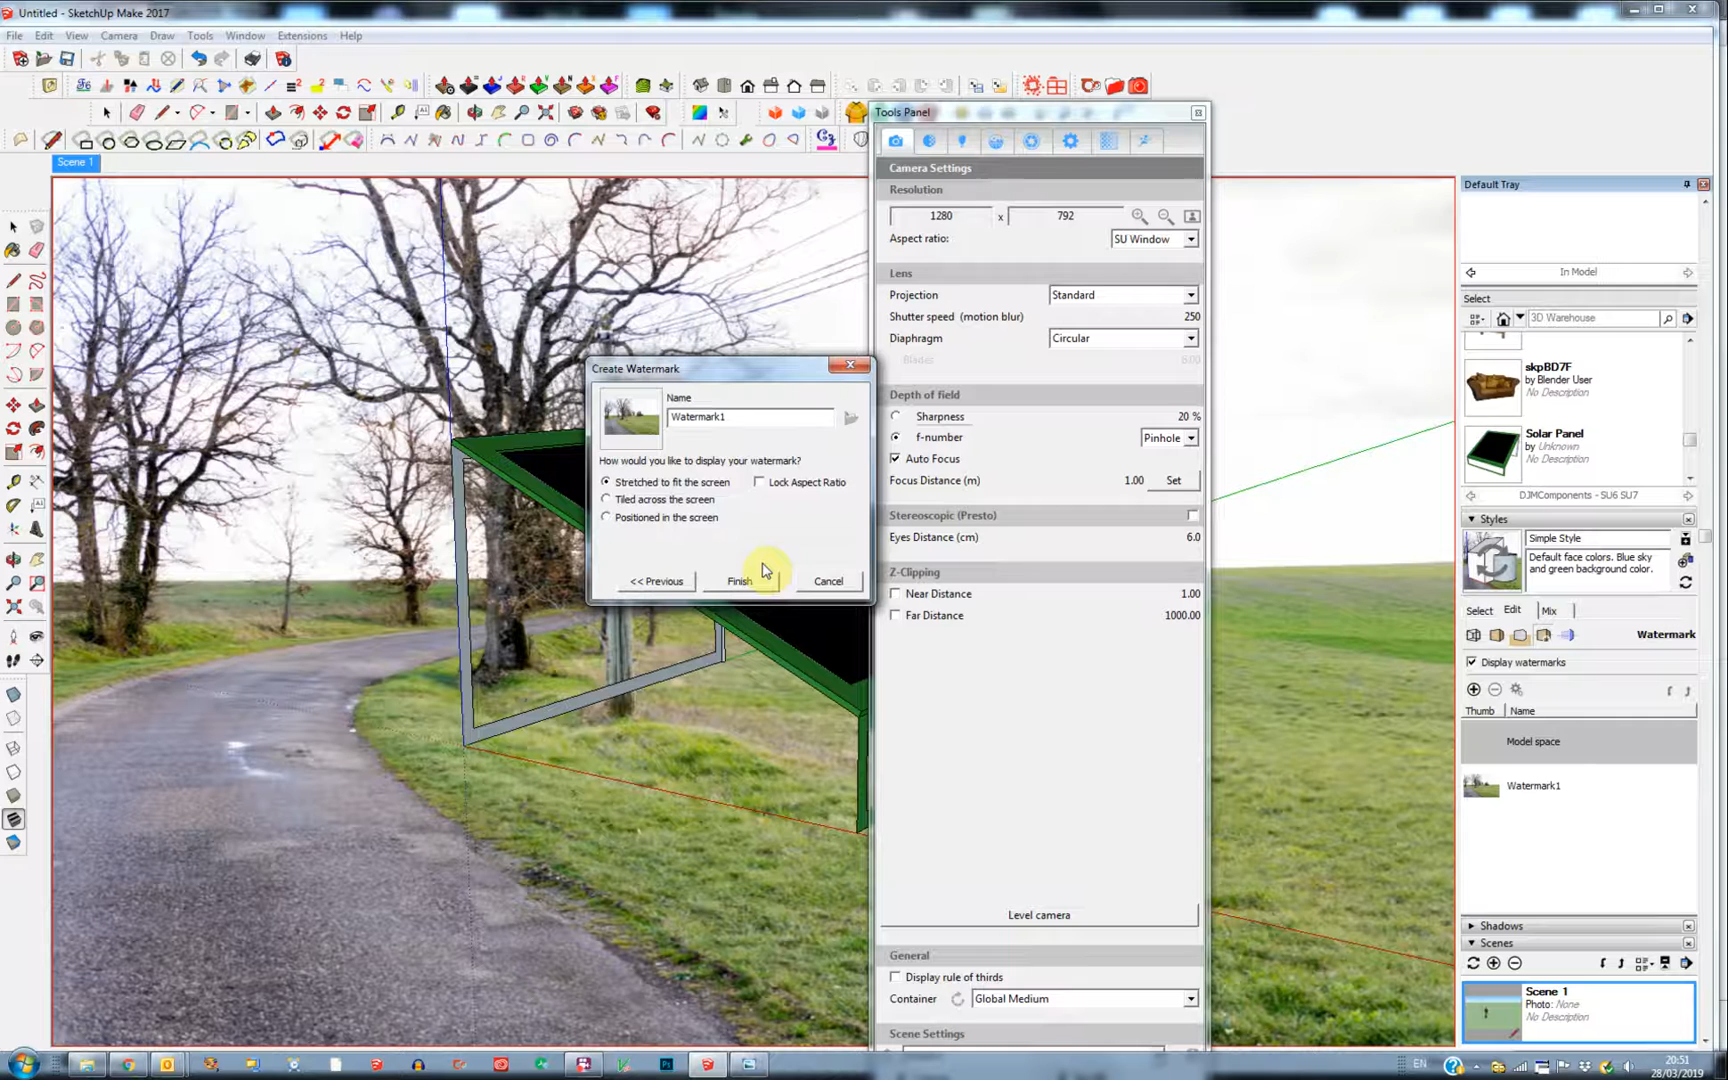 Untitled - SketchUp Make 2017
File Edit View Camera Draw Tools Window Extensions Help
Scene 1
Tools Panel
Camera Settings
Resolution
1280 x 792
Aspect ratio: SU Window
Lens
Projection Standard
Shutter speed (motion blur) 250
Diaphragm Circular
Blades 6.00
Depth of field
Sharpness 20 %
f-number Pinhole
Auto Focus
Focus Distance (m) 1.00 Set
Stereoscopic (Presto)
Eyes Distance (cm) 6.0
Z-Clipping
Near Distance 1.00
Far Distance 1000.00
Level camera
General
Display rule of thirds
Container Global Medium
Scene Settings
Create Watermark
Name
Watermark1
How would you like to display your watermark?
Stretched to fit the screen Lock Aspect Ratio
Tiled across the screen
Positioned in the screen
<< Previous Finish Cancel
Default Tray
In Model
Select
3D Warehouse
skpBD7F
by Blender User
No Description
Solar Panel
by Unknown
No Description
DJMComponents - SU6 SU7
Styles
Simple Style
Default face colors. Blue sky
and green background color.
Select Edit Mix
Watermark
Display watermarks
Thumb Name
Model space
Watermark1
Shadows
Scenes
Scene 1
Photo: None
No Description
EN
20:51
28/03/2019